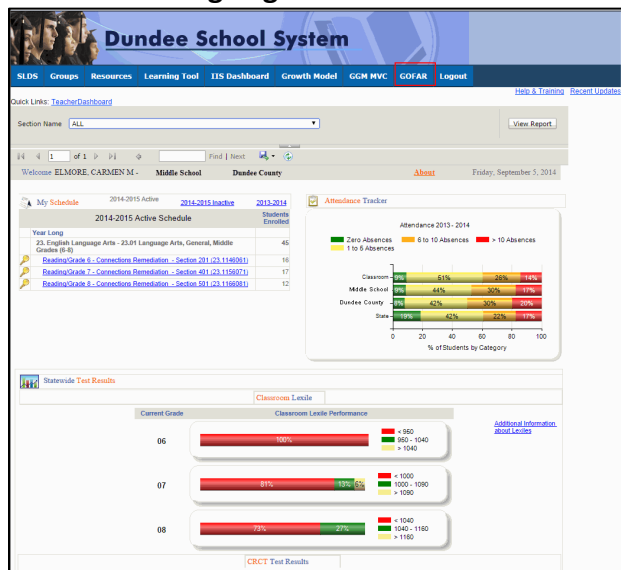 Dundee School System
SLDS Groups Resources Learning Tool IIS Dashboard Growth Model GGM MVC GOFAR Logout
Help & Training Recent Updates
Quick Links: TeacherDashboard
Section Name ALL View Report
1 of 1 Find | Next
Welcome ELMORE, CARMEN M - Middle School Dundee County About Friday, September 5, 2014
My Schedule 2014-2015 Active 2014-2015 Inactive 2013-2014
2014-2015 Active Schedule Students Enrolled
Year Long
23. English Language Arts - 23.01 Language Arts, General, Middle Grades (6-8) 45
Reading/Grade 6 - Connections Remediation - Section 201 (23.1146061) 16
Reading/Grade 7 - Connections Remediation - Section 401 (23.1156071) 17
Reading/Grade 8 - Connections Remediation - Section 501 (23.1166081) 12
Attendance Tracker
Attendance 2013 - 2014
Zero Absences 6 to 10 Absences > 10 Absences
1 to 5 Absences
Classroom 9% 51% 26% 14%
Middle School 9% 44% 30% 17%
Dundee County 8% 42% 30% 20%
State 19% 42% 22% 17%
0 20 40 60 80 100
% of Students by Category
Statewide Test Results
Classroom Lexile
Current Grade Classroom Lexile Performance
Additional Information about Lexiles
06 100% < 950
950 - 1040
> 1040
07 81% 13% 6% < 1000
1000 - 1090
> 1090
08 73% 27% < 1040
1040 - 1160
> 1160
CRCT Test Results